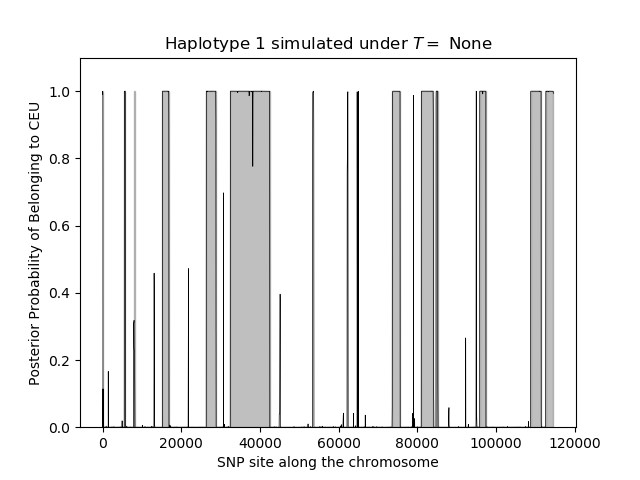 Haplotype 1 simulated under T = None
Posterior Probability of Belonging to CEU
1.0
0.8
0.6
0.4
0.2
0.0
0 20000 40000 60000 80000 100000 120000
SNP site along the chromosome